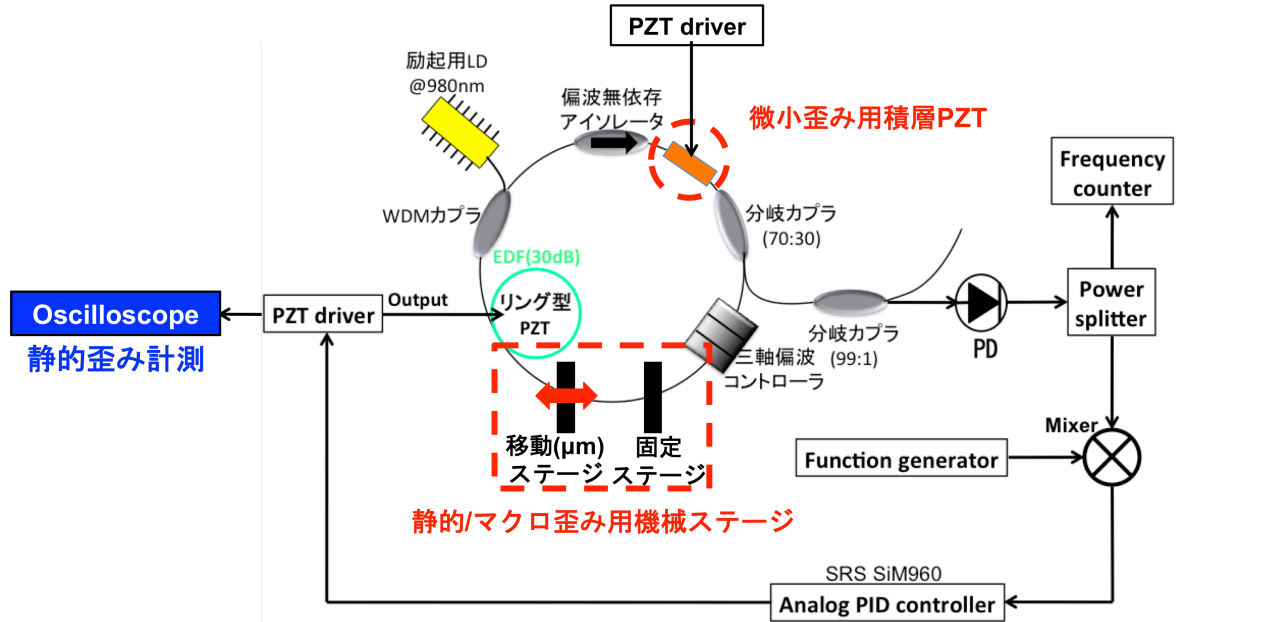 PZT driver
励起用LD
@980nm
偏波無依存
アイソレータ
微小歪み用積層PZT
Frequency
counter
WDMカプラ
分岐カプラ
(70:30)
EDF(30dB)
リング型
PZT
Oscilloscope
静的歪み計測
PZT driver
Output
分岐カプラ
(99:1)
PD
Power
splitter
三軸偏波
コントローラ
移動(μm)
ステージ
固定
ステージ
Mixer
Function generator
静的/マクロ歪み用機械ステージ
SRS SiM960
Analog PID controller